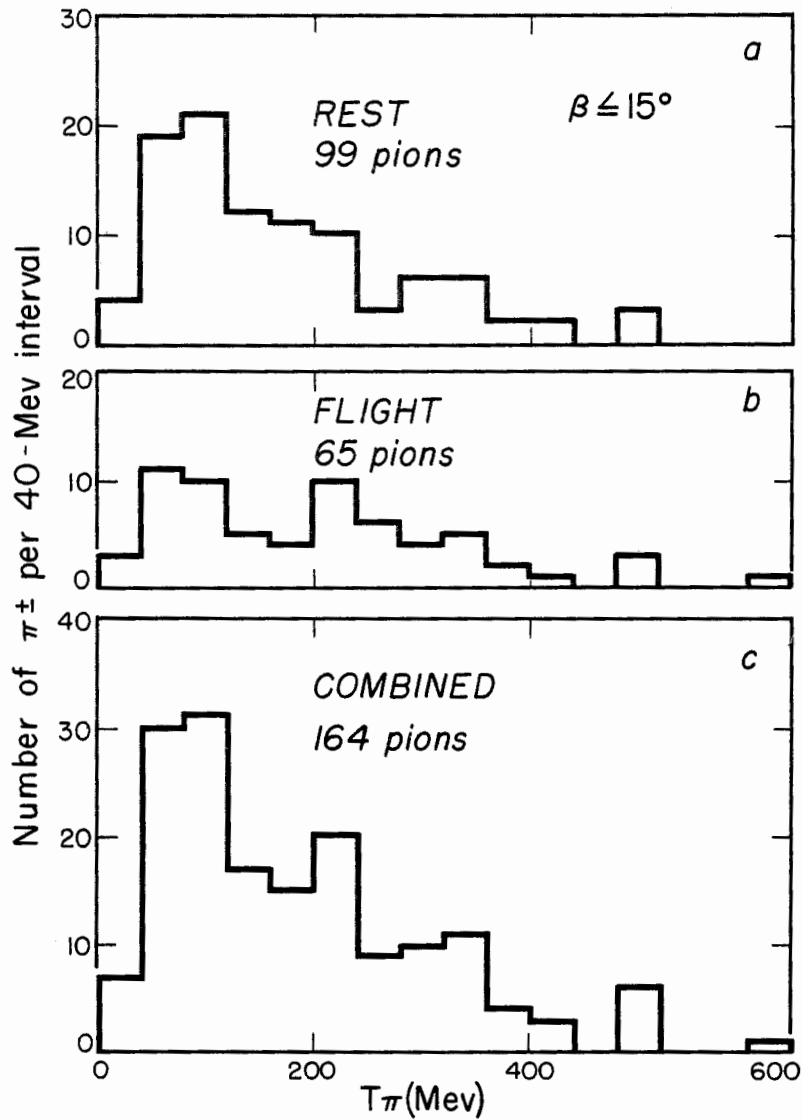 Number of π± per 40-Mev interval
30
a
REST
β ≦ 15°
99 pions
20
10
0
20
b
FLIGHT
65 pions
10
0
40
c
COMBINED
164 pions
30
20
10
0
0
200
400
600
Tπ(Mev)